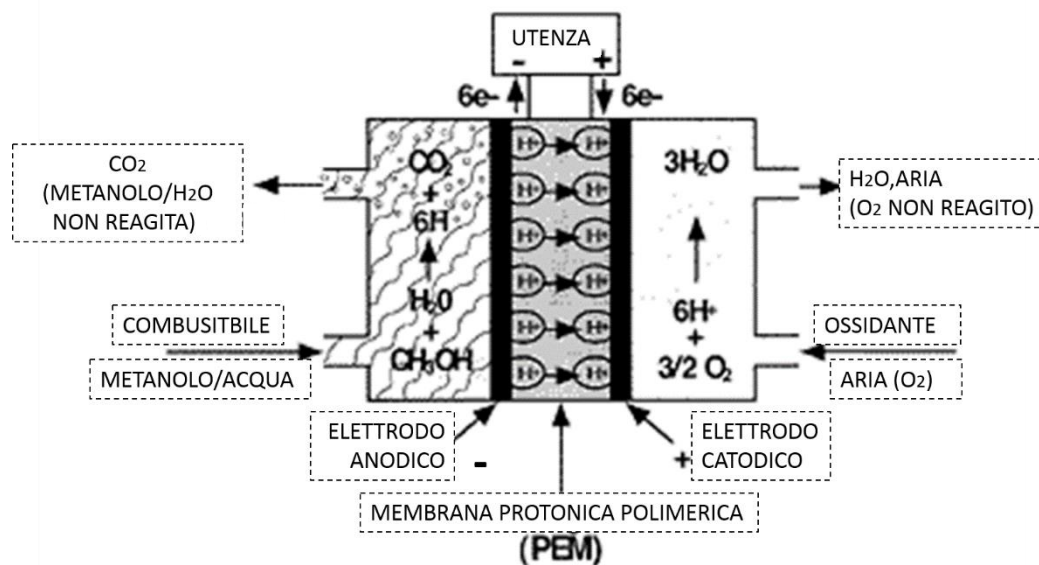 UTENZA
- +
6e- 6e-
CO2
(METANOLO/H2O
NON REAGITA)
CO2
+
6H
H20
+
CH3OH
H+ H+
H+ H+
H+ H+
H+ H+
H+ H+
H+ H+
3H2O
6H+
+
3/2 O2
H2O,ARIA
(O2 NON REAGITO)
COMBUSITBILE
METANOLO/ACQUA
OSSIDANTE
ARIA (O2)
ELETTRODO
ANODICO -
ELETTRODO
+ CATODICO
MEMBRANA PROTONICA POLIMERICA
(PEM)